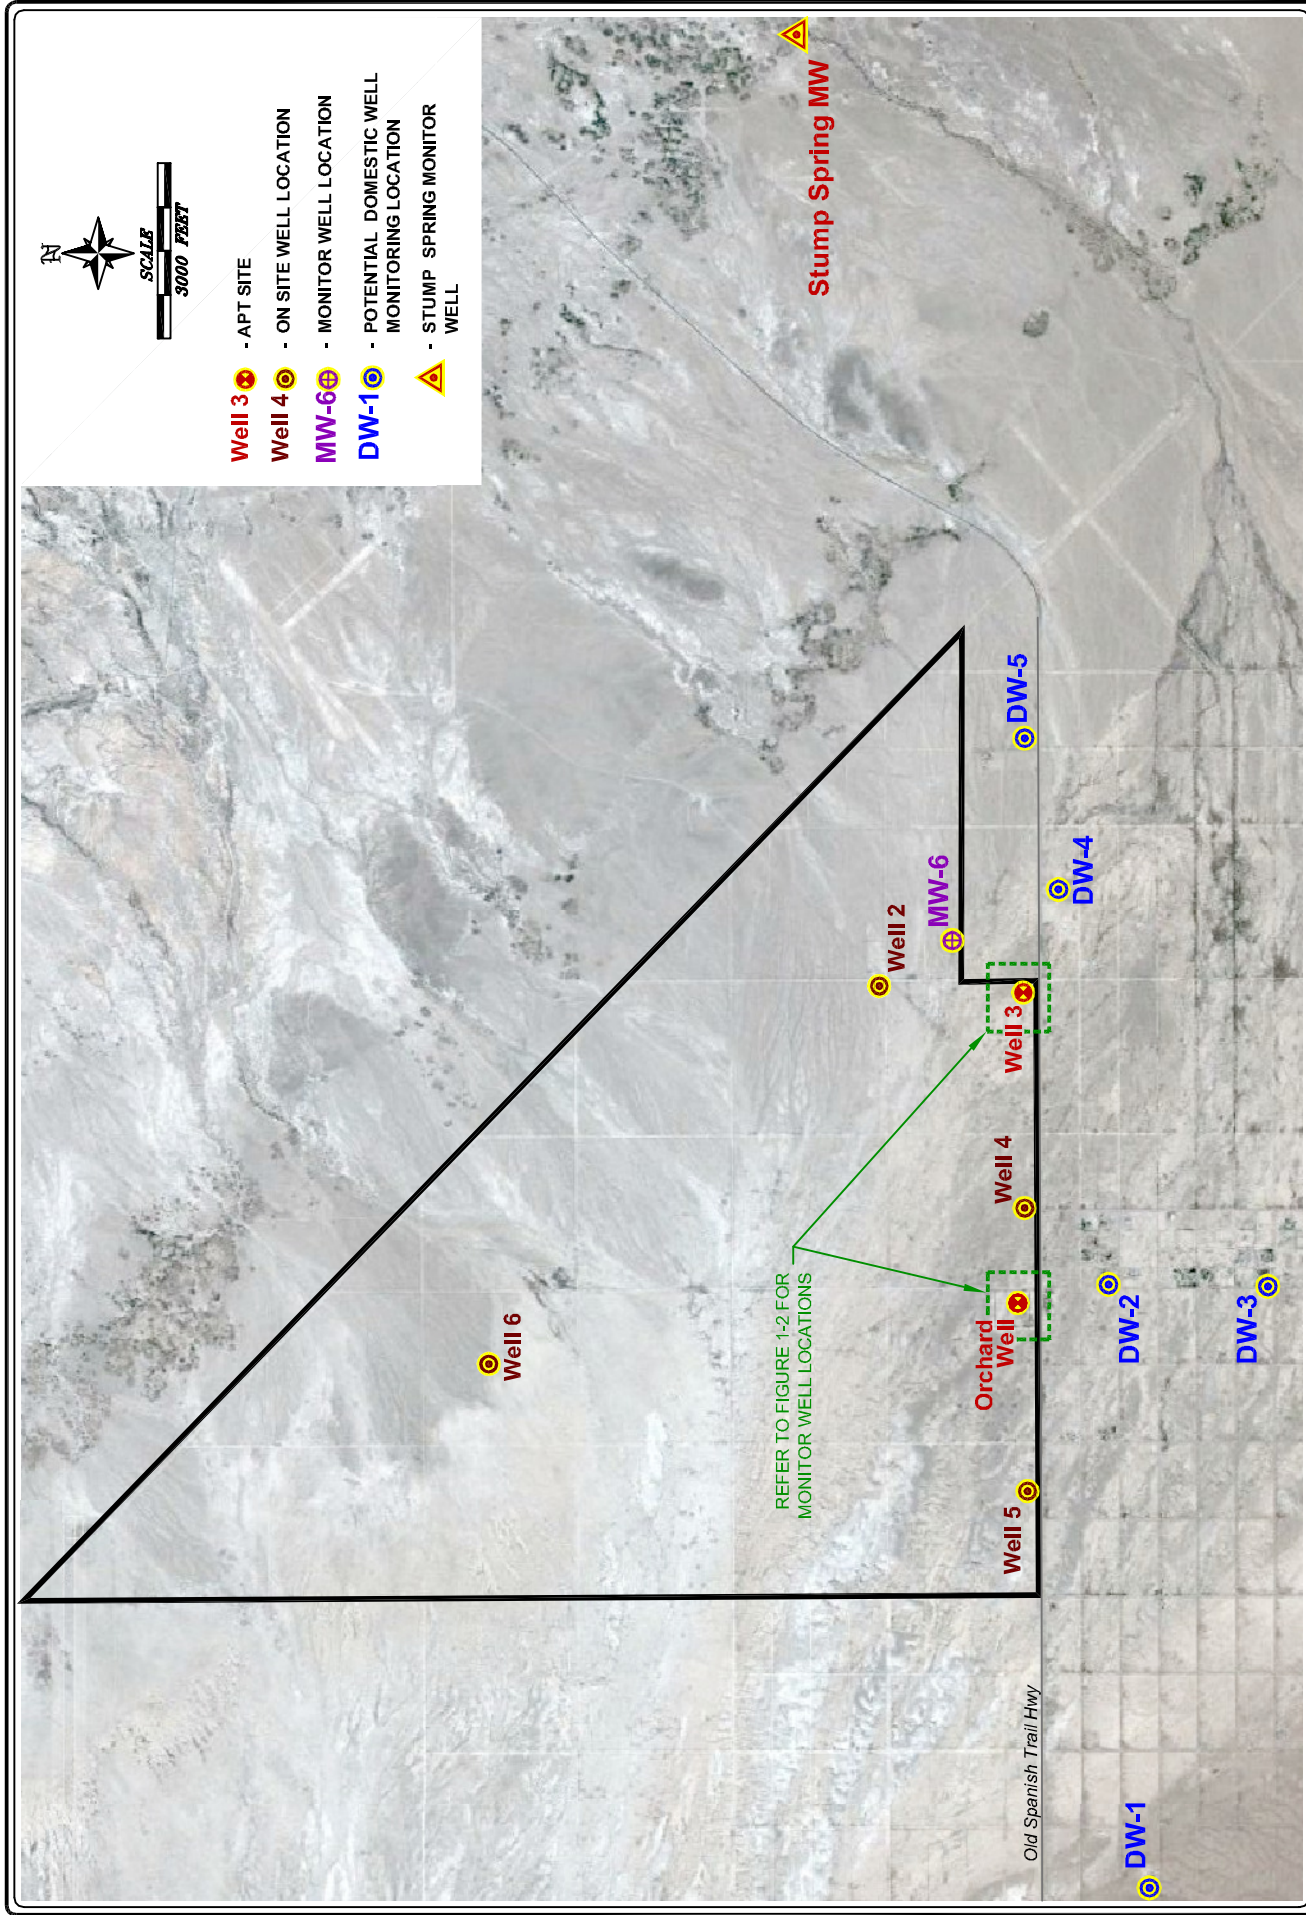 N
SCALE
3000 FEET
Well 3 - APT SITE
Well 4 - ON SITE WELL LOCATION
MW-6 - MONITOR WELL LOCATION
DW-1 - POTENTIAL DOMESTIC WELL
MONITORING LOCATION
- STUMP SPRING MONITOR
WELL
Stump Spring MW
Well 6
REFER TO FIGURE 1-2 FOR
MONITOR WELL LOCATIONS
Well 2
MW-6
Orchard
Well
Well 5
Well 4
Well 3
DW-5
Old Spanish Trail Hwy
DW-4
DW-2
DW-1
DW-3